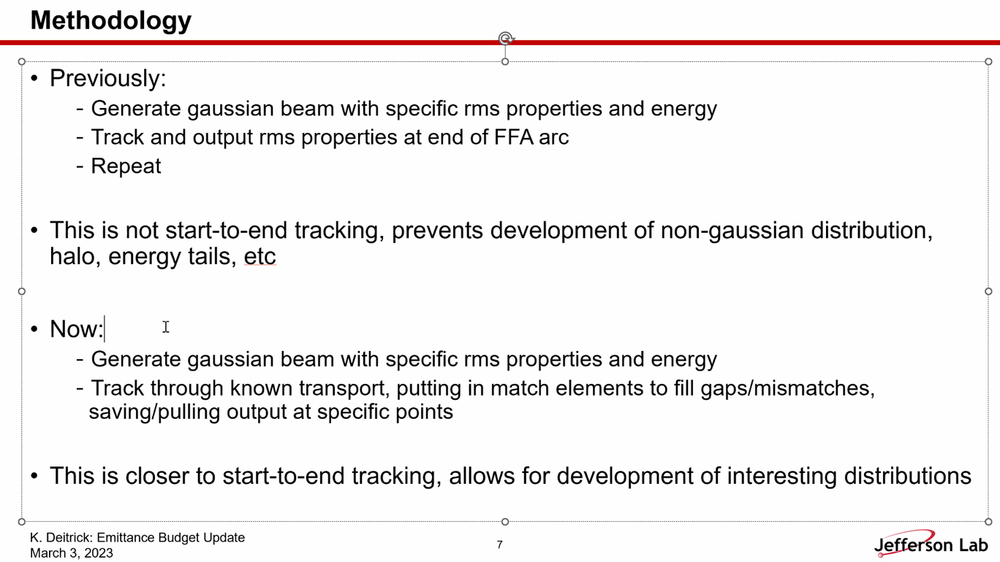 Methodology
• Previously:
- Generate gaussian beam with specific rms properties and energy
- Track and output rms properties at end of FFA arc
- Repeat
• This is not start-to-end tracking, prevents development of non-gaussian distribution,
halo, energy tails, etc
• Now:
- Generate gaussian beam with specific rms properties and energy
- Track through known transport, putting in match elements to fill gaps/mismatches,
saving/pulling output at specific points
• This is closer to start-to-end tracking, allows for development of interesting distributions
K. Deitrick: Emittance Budget Update
March 3, 2023
7
Jefferson Lab